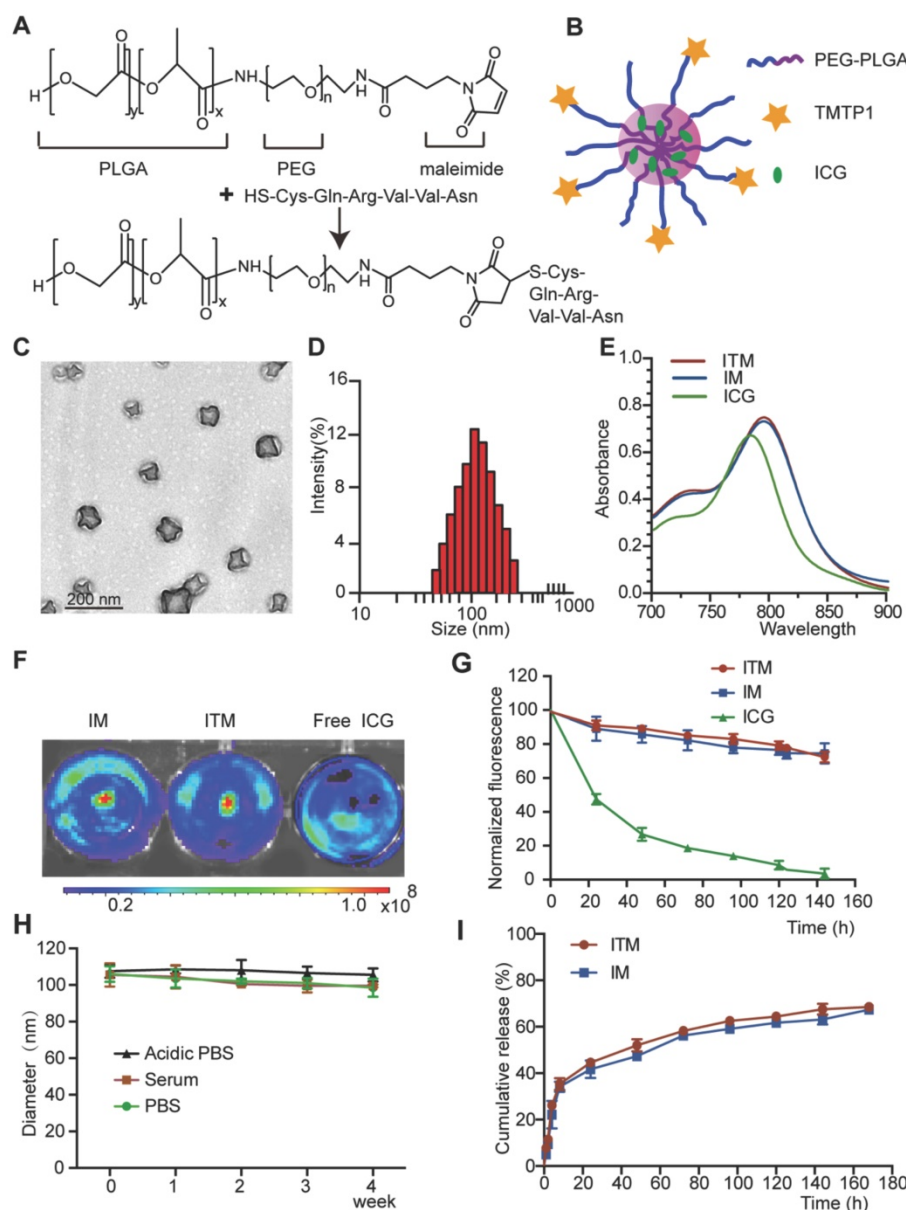 A
O
O
H
O
y
O
x
O
NH
O
n
NH
O
N
O
O
PLGA
PEG
maleimide
+ HS-Cys-Gln-Arg-Val-Val-Asn
O
O
H
O
y
O
x
O
NH
O
n
NH
O
N
O
O
S-Cys-
Gln-Arg-
Val-Val-Asn
B
PEG-PLGA
TMTP1
ICG
C
200 nm
D
Intensity(%)
16
12
8
4
0
10
100
1000
Size (nm)
E
Absorbance
1.0
0.8
0.6
0.4
0.2
0.0
ITM
IM
ICG
700
750
800
850
900
Wavelength
F
IM
ITM
Free ICG
0.2
1.0
x10
8
G
Normalized fluorescence
120
100
80
60
40
20
0
ITM
IM
ICG
0 20 40 60 80 100 120 140 160
Time (h)
H
Diameter (nm)
120
100
80
60
40
20
0
Acidic PBS
Serum
PBS
0 1 2 3 4
week
I
Cumulative release (%)
100
80
60
40
20
0
ITM
IM
0 20 40 60 80 100 120 140 160
Time (h)